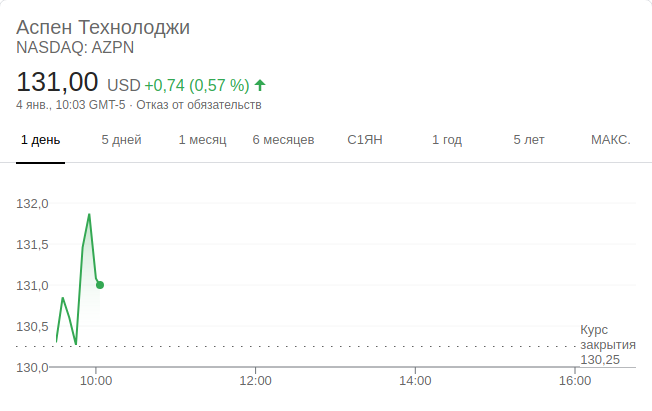 Аспен Технолоджи
NASDAQ: AZPN
131,00 USD +0,74 (0,57 %)
4 янв., 10:03 GMT-5 · Отказ от обязательств
1 день 5 дней 1 месяц 6 месяцев С1ЯН 1 год 5 лет МАКС.
132,0
131,5
131,0
130,5
130,0
Курс
закрытия
130,25
10:00 12:00 14:00 16:00